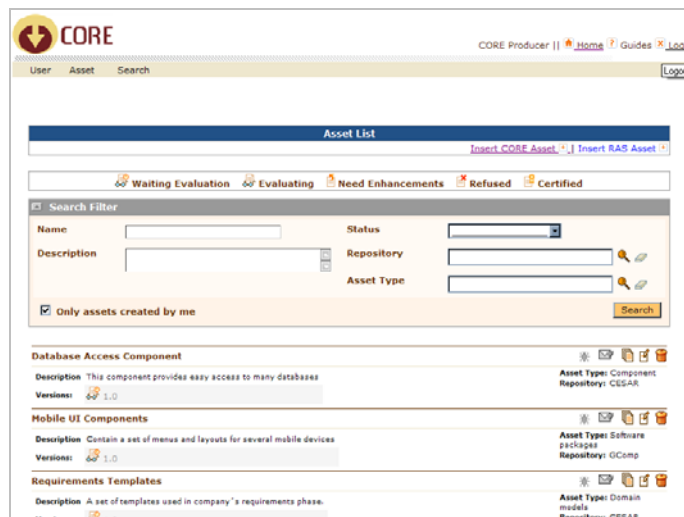 CORE
CORE Producer || Home ? Guides Log
User Asset Search
Logo
Asset List
Insert CORE Asset | Insert RAS Asset
Waiting Evaluation Evaluating Need Enhancements Refused Certified
Search Filter
Name Status
Description Repository
Asset Type
Only assets created by me Search
Database Access Component
Description This component provides easy access to many databases Asset Type: Component
Repository: CESAR
Versions: 1.0
Mobile UI Components
Description Contain a set of menus and layouts for several mobile devices Asset Type: Software
packages
Versions: 1.0 Repository: GComp
Requirements Templates
Description A set of templates used in company's requirements phase. Asset Type: Domain
models